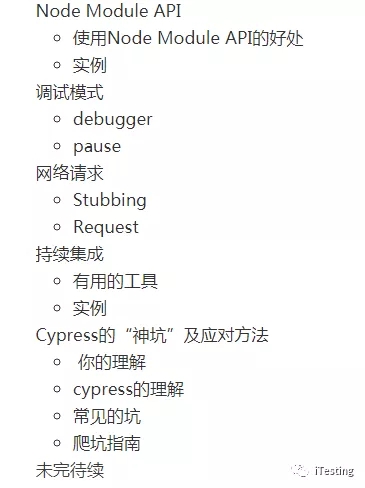 Node Module API
使用Node Module API的好处
实例
调试模式
debugger
pause
网络请求
Stubbing
Request
持续集成
有用的工具
实例
Cypress的“神坑”及应对方法
你的理解
cypress的理解
常见的坑
爬坑指南
未完待续
iTesting